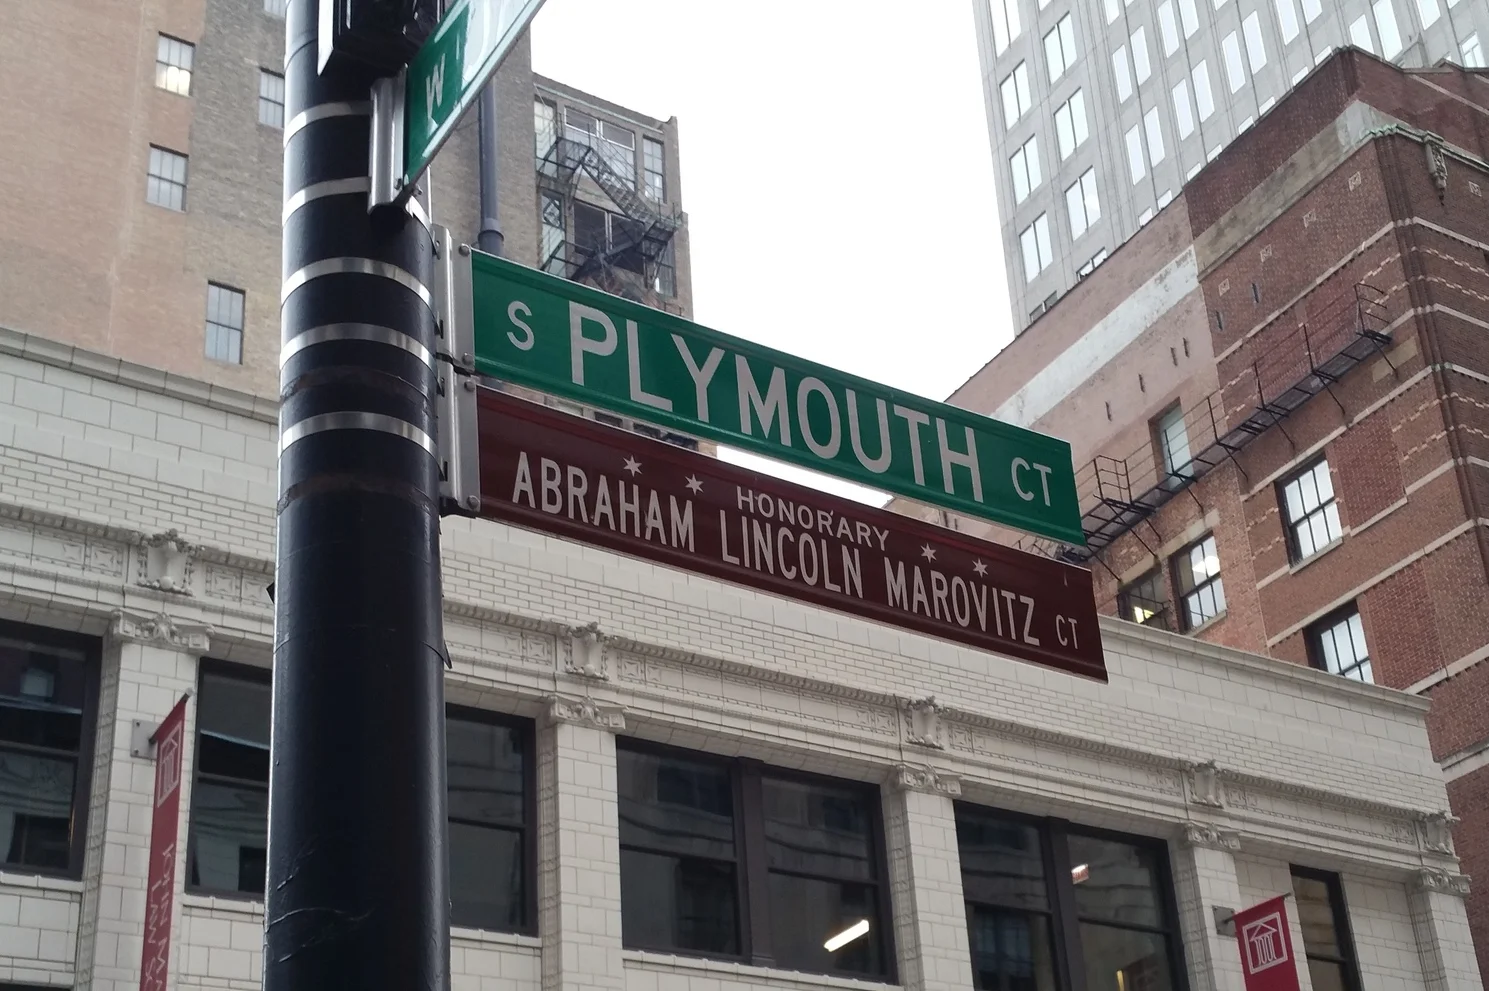 W
S PLYMOUTH CT
HONORARY
ABRAHAM LINCOLN MAROVITZ CT